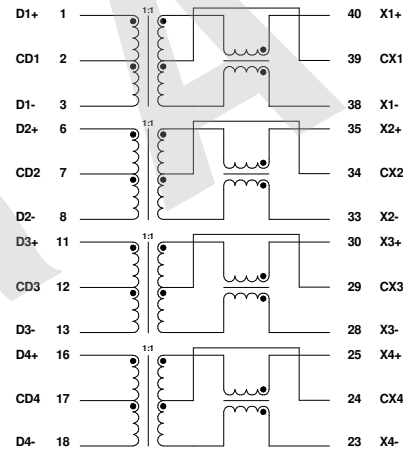 D1+ 1 1:1 40 X1+
CD1 2 39 CX1
D1- 3 38 X1-
D2+ 6 1:1 35 X2+
CD2 7 34 CX2
D2- 8 33 X2-
D3+ 11 1:1 30 X3+
CD3 12 29 CX3
D3- 13 28 X3-
D4+ 16 1:1 25 X4+
CD4 17 24 CX4
D4- 18 23 X4-